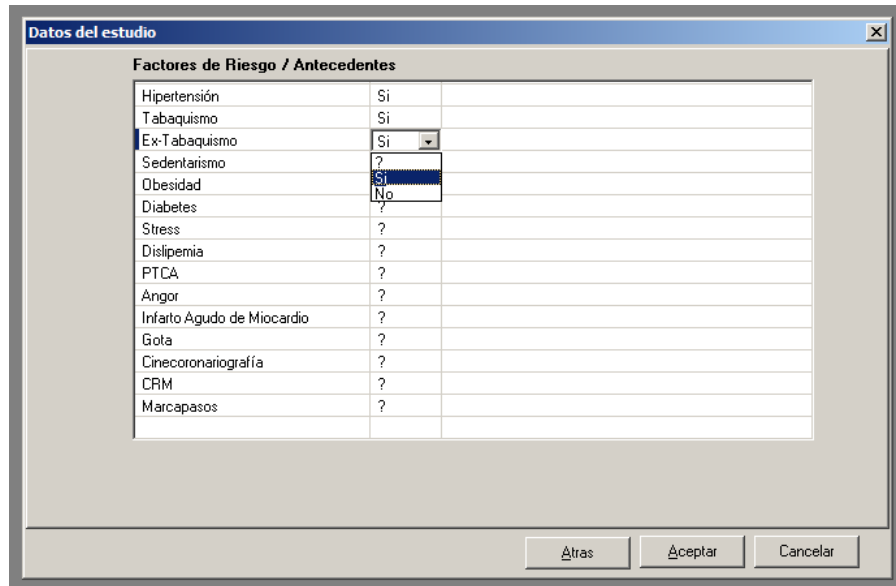 Datos del estudio
Factores de Riesgo / Antecedentes
Hipertensión Si
Tabaquismo Si
Ex-Tabaquismo Si
Sedentarismo ?
Obesidad Si
Diabetes No
?
Stress ?
Dislipemia ?
PTCA ?
Angor ?
Infarto Agudo de Miocardio ?
Gota ?
Cinecoronariografía ?
CRM ?
Marcapasos ?
Atras Aceptar Cancelar